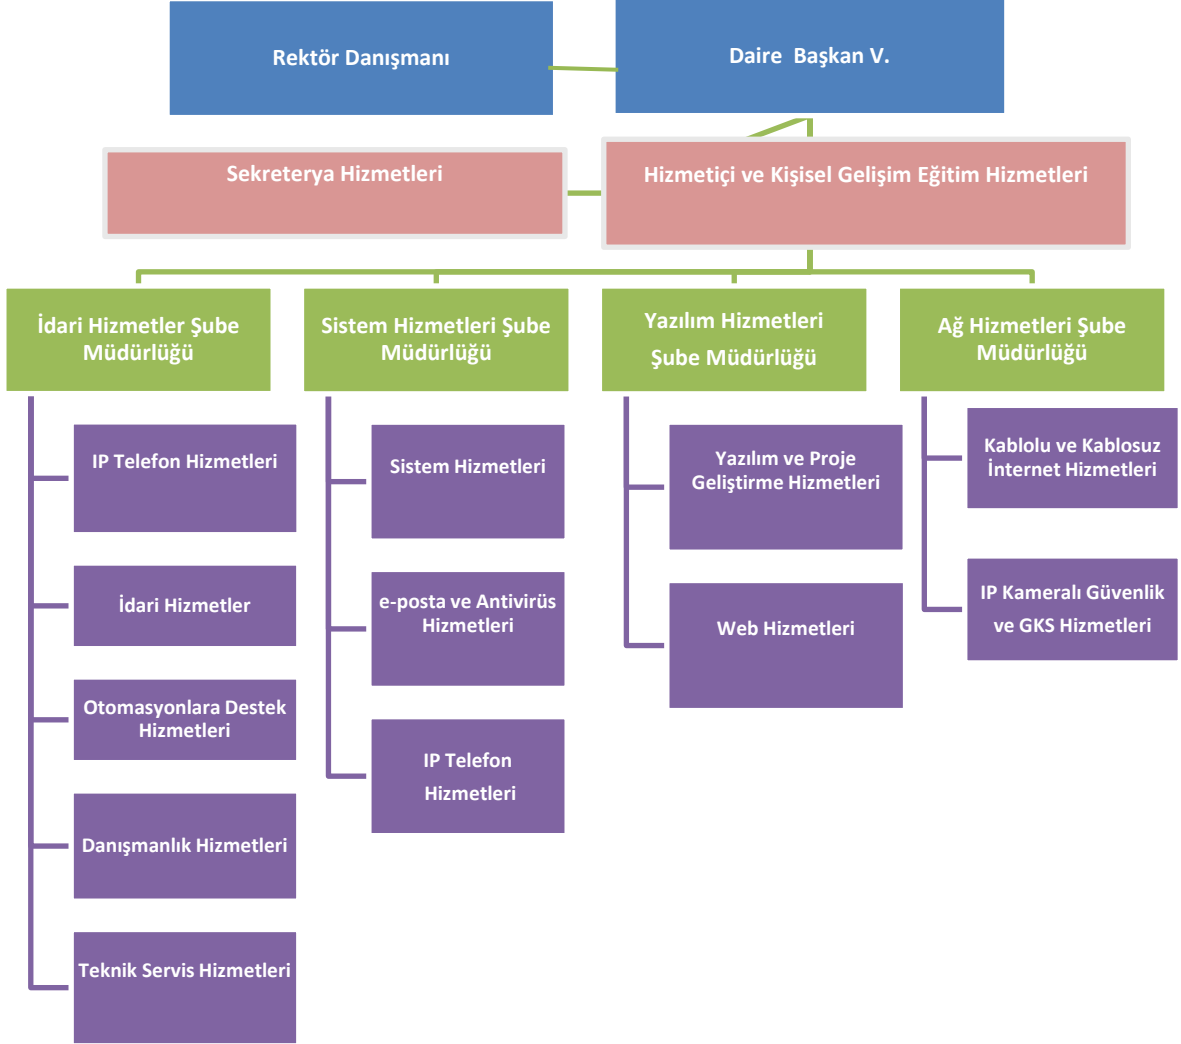 Rektör Danışmanı
Daire  Başkan V.
Sekreterya Hizmetleri
Hizmetiçi ve Kişisel Gelişim Eğitim Hizmetleri
İdari Hizmetler Şube
Müdürlüğü
Sistem Hizmetleri Şube
Müdürlüğü
Yazılım Hizmetleri
Şube Müdürlüğü
Ağ Hizmetleri Şube
Müdürlüğü
IP Telefon Hizmetleri
İdari Hizmetler
Otomasyonlara Destek
Hizmetleri
Danışmanlık Hizmetleri
Teknik Servis Hizmetleri
Sistem Hizmetleri
e-posta ve Antivirüs
Hizmetleri
IP Telefon
Hizmetleri
Yazılım ve Proje
Geliştirme Hizmetleri
Web Hizmetleri
Kablolu ve Kablosuz
İnternet Hizmetleri
IP Kameralı Güvenlik
ve GKS Hizmetleri